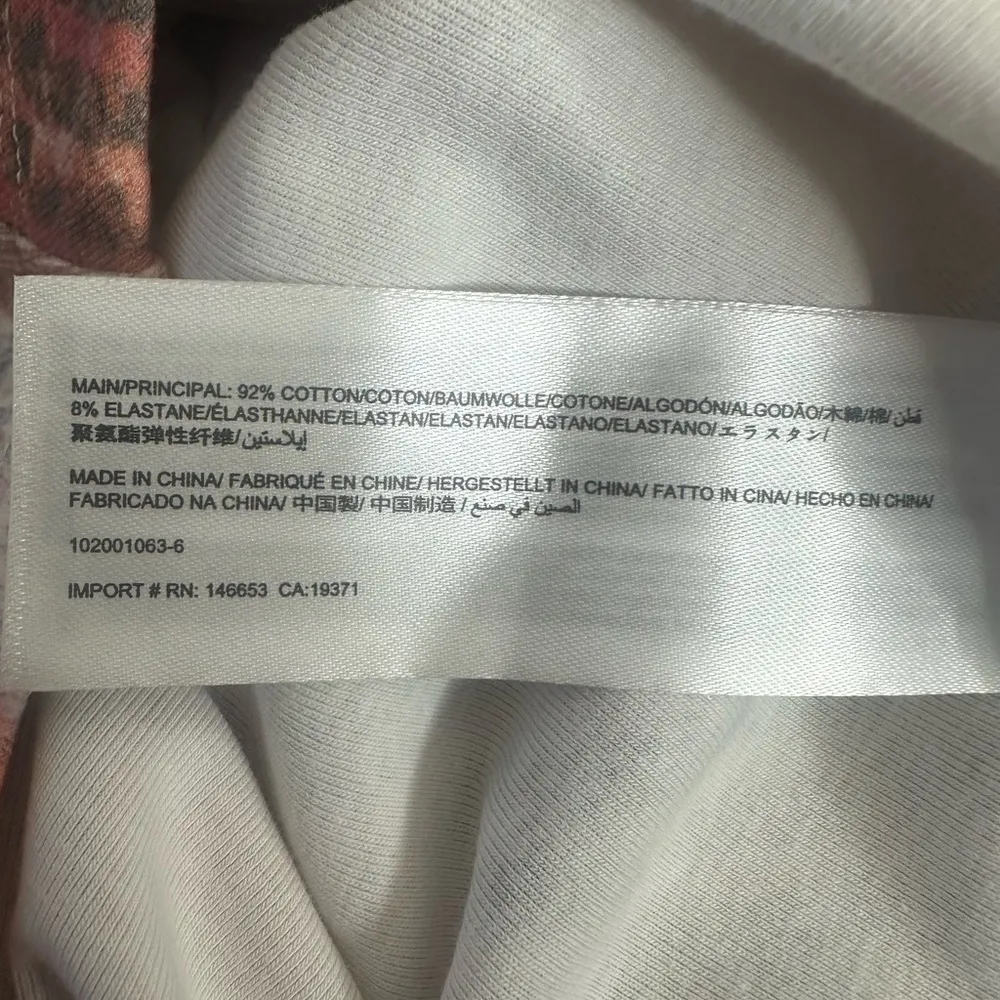 MAIN/PRINCIPAL: 92% COTTON/COTON/BAUMWOLLE/COTONE/ALGODÓN/ALGODÃO/木綿/棉/قطن
8% ELASTANE/ÉLASTHANNE/ELASTAN/ELASTAN/ELASTANO/ELASTANO/エラスタン/
聚氨酯弹性纤维/إيلاستين
MADE IN CHINA/ FABRIQUÉ EN CHINE/ HERGESTELLT IN CHINA/ FATTO IN CINA/ HECHO EN CHINA/
FABRICADO NA CHINA/ 中国製/ 中国制造 / الصين في صنع
102001063-6
IMPORT # RN: 146653 CA:19371